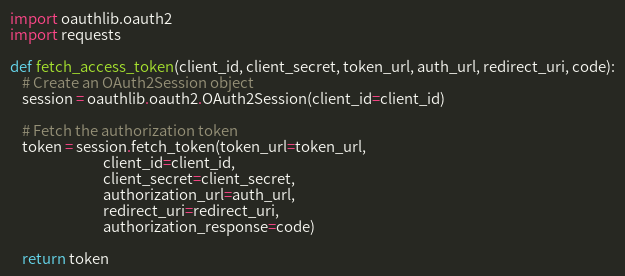 import oauthlib.oauth2
import requests
def fetch_access_token(client_id, client_secret, token_url, auth_url, redirect_uri, code):
# Create an OAuth2Session object
session = oauthlib.oauth2.OAuth2Session(client_id=client_id)
# Fetch the authorization token
token = session.fetch_token(token_url=token_url,
client_id=client_id,
client_secret=client_secret,
authorization_url=auth_url,
redirect_uri=redirect_uri,
authorization_response=code)
return token